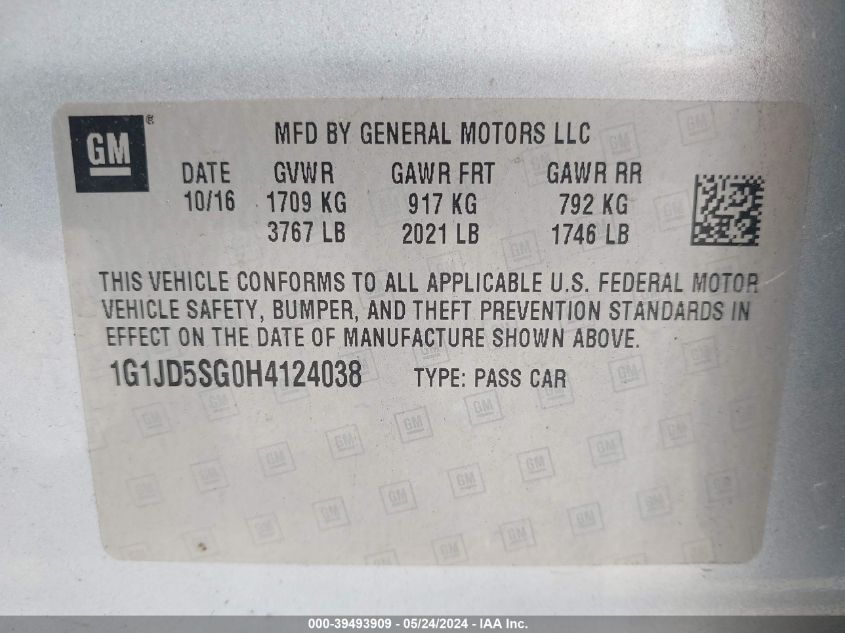 GM ®
MFD BY GENERAL MOTORS LLC
DATE GVWR GAWR FRT GAWR RR
10/16 1709 KG 917 KG 792 KG
3767 LB 2021 LB 1746 LB
THIS VEHICLE CONFORMS TO ALL APPLICABLE U.S. FEDERAL MOTOR
VEHICLE SAFETY, BUMPER, AND THEFT PREVENTION STANDARDS IN
EFFECT ON THE DATE OF MANUFACTURE SHOWN ABOVE.
1G1JD5SG0H4124038 TYPE: PASS CAR
000-39493909 - 05/24/2024 - IAA Inc.